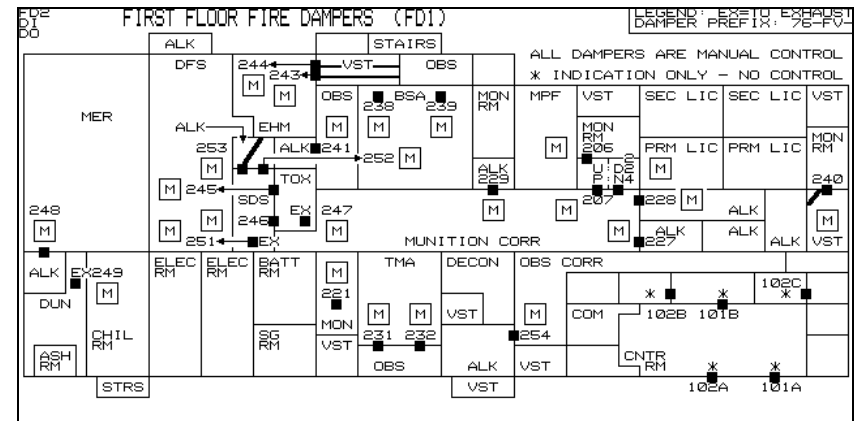 FD2
DI
DO
FIRST FLOOR FIRE DAMPERS (FD1)
LEGEND: EX=TO EXHAUST
DAMPER PREFIX: 76-FV-
ALK
STAIRS
ALL DAMPERS ARE MANUAL CONTROL
* INDICATION ONLY - NO CONTROL
DFS
244
VST
OBS
243
M
M
MER
OBS
238
BSA
239
MON
RM
MPF
VST
SEC LIC
SEC LIC
VST
ALK
EHM
M
M
M
MON
RM
206
MON
RM
253
ALK
241
252
M
M
PRM LIC
PRM LIC
M
M
TOX
ALK
229
U:D2
P:N4
2
240
M
245
SDS
207
228
M
248
M
M
246
EX
247
M
M
M
M
ALK
M
M
251
EX
MUNITION CORR
ALK
227
ALK
ALK
VST
ALK
EX249
ELEC
RM
ELEC
RM
BATT
RM
M
TMA
DECON
OBS CORR
DUN
M
221
102C
*
*
*
MON
M
M
VST
M
COM
102B
101B
CHIL
RM
SG
RM
VST
231
232
254
ASH
RM
OBS
ALK
VST
CNTR
RM
*
*
STRS
VST
102A
101A